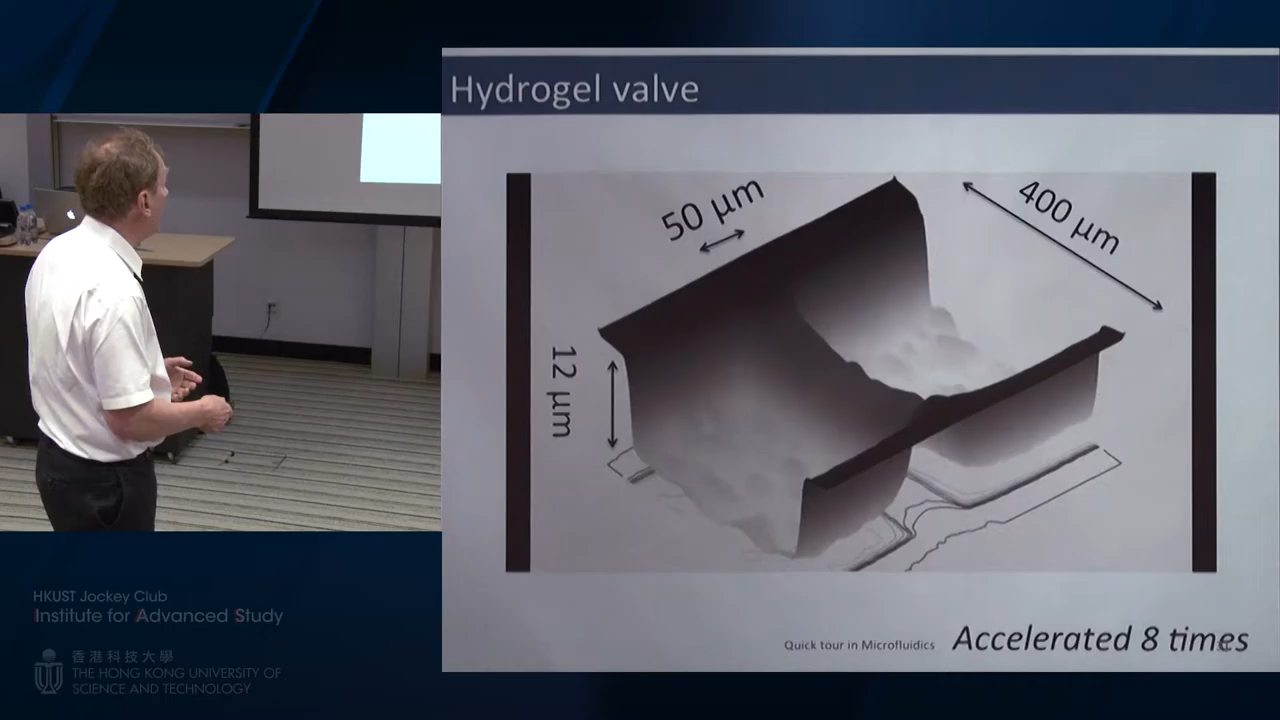 Hydrogel valve
50 μm
400 μm
12 μm
Quick tour in Microfluidics
Accelerated 8 times
HKUST Jockey Club
Institute for Advanced Study
香港科技大學
THE HONG KONG UNIVERSITY OF
SCIENCE AND TECHNOLOGY